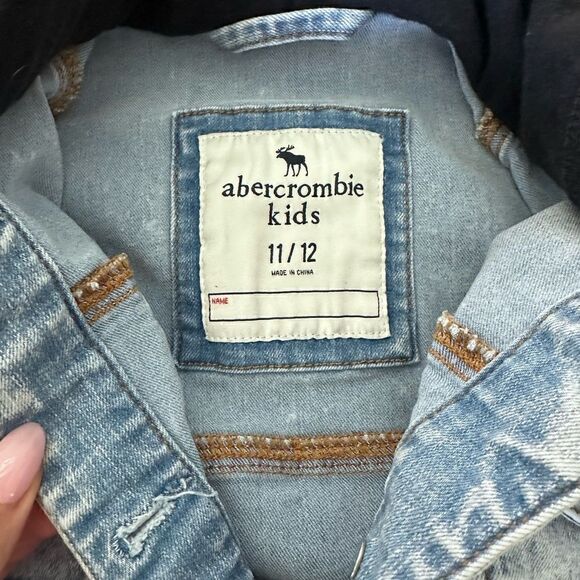 abercrombie
kids
11/12
MADE IN CHINA
NAME